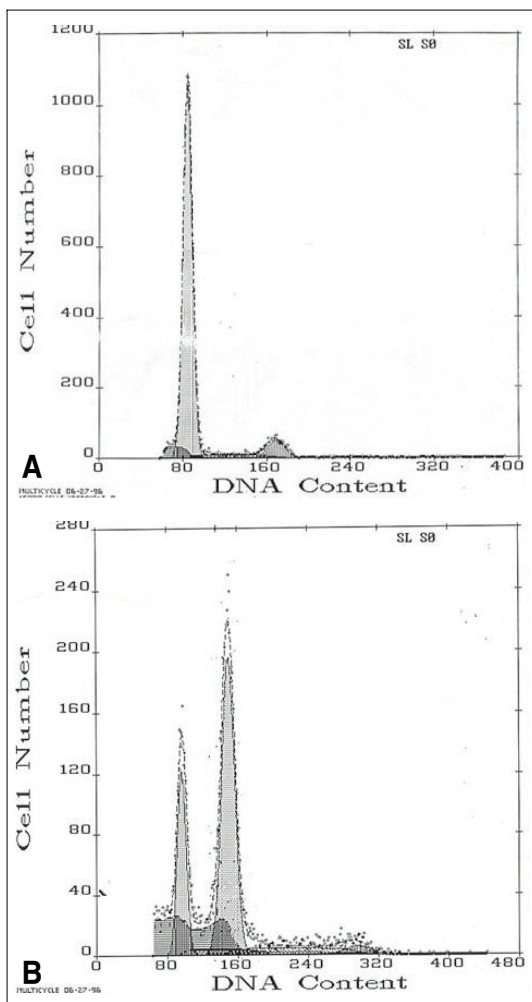 1200
SL S0
1000
800
600
400
200
0
Cell Number
0 80 160 240 320 400
A
DNA Content
MULTICYCLE 06-27-96
280
SL S0
240
200
160
120
80
40
0
Cell Number
0 80 160 240 320 400 480
B
DNA Content
MULTICYCLE 06-27-96